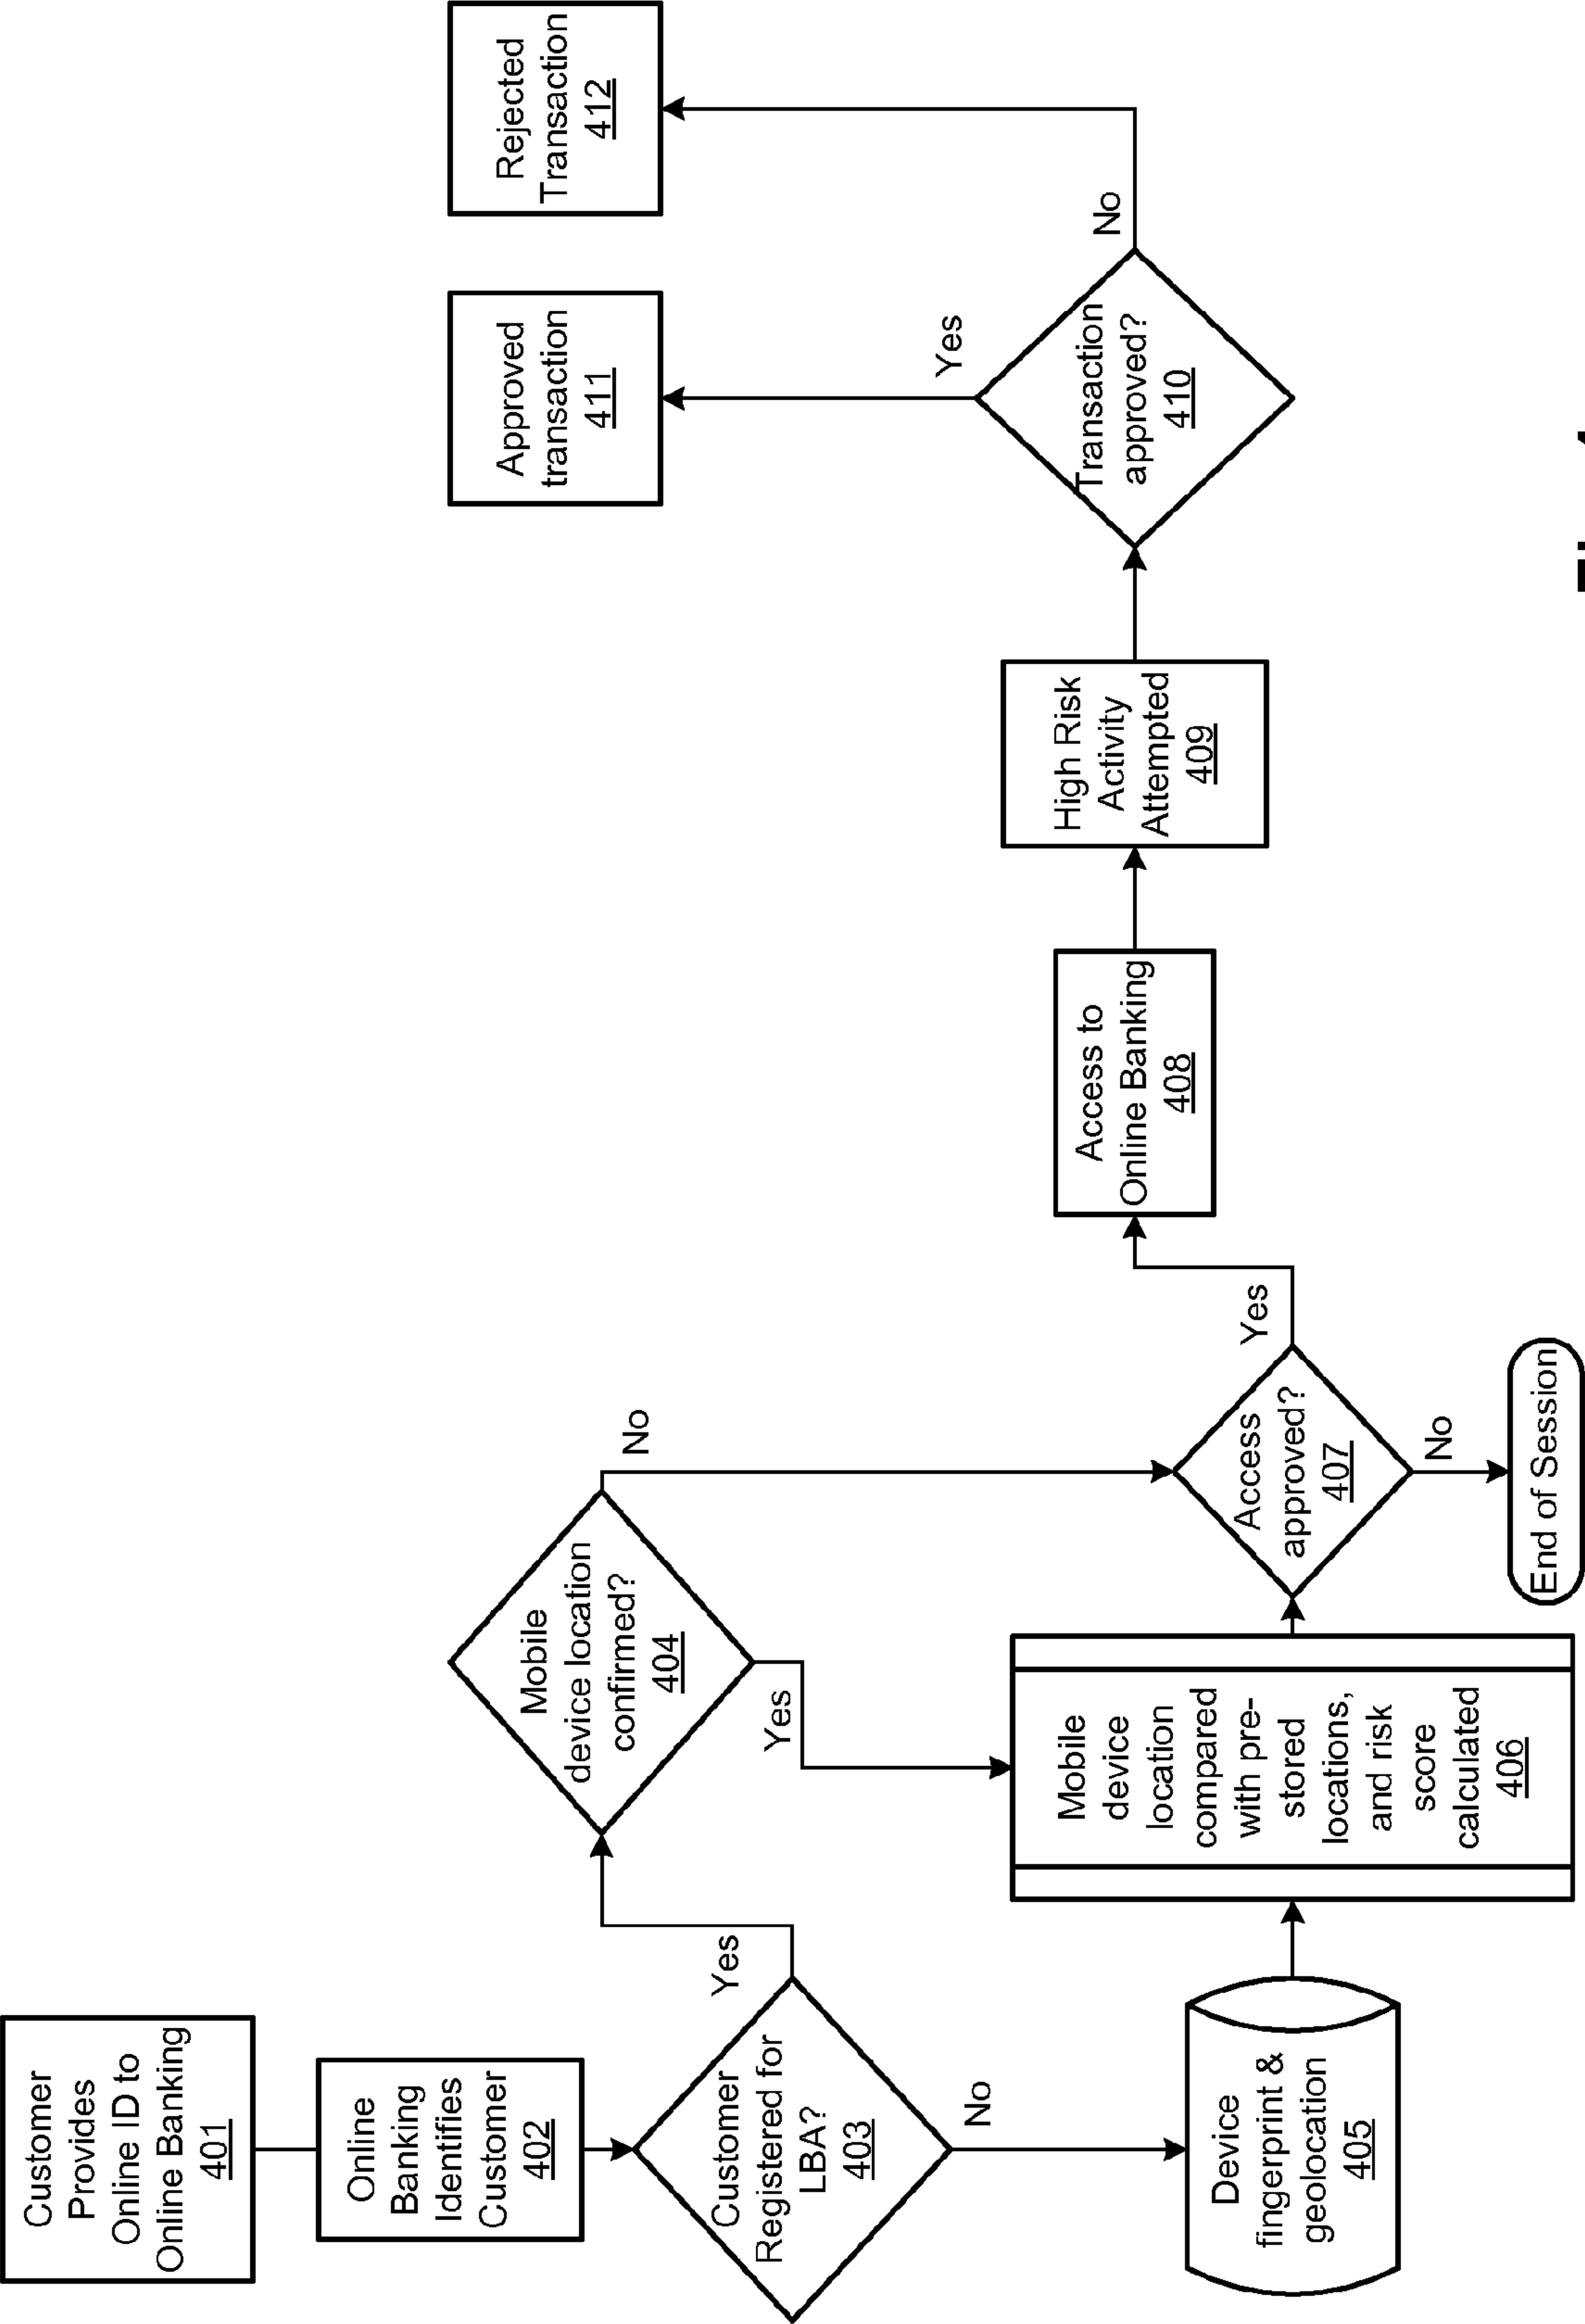 Customer
Provides
Online ID to
Online Banking
401
Online
Banking
Identifies
Customer
402
Customer
Registered for
LBA?
403
Yes
No
Mobile
device location
confirmed?
404
Yes
No
Device
fingerprint &
geolocation
405
Mobile
device
location
compared
with pre-
stored
locations,
and risk
score
calculated
406
Access
approved?
407
Yes
No
End of Session
Access to
Online Banking
408
High Risk
Activity
Attempted
409
Transaction
approved?
410
Yes
No
Approved
transaction
411
Rejected
Transaction
412